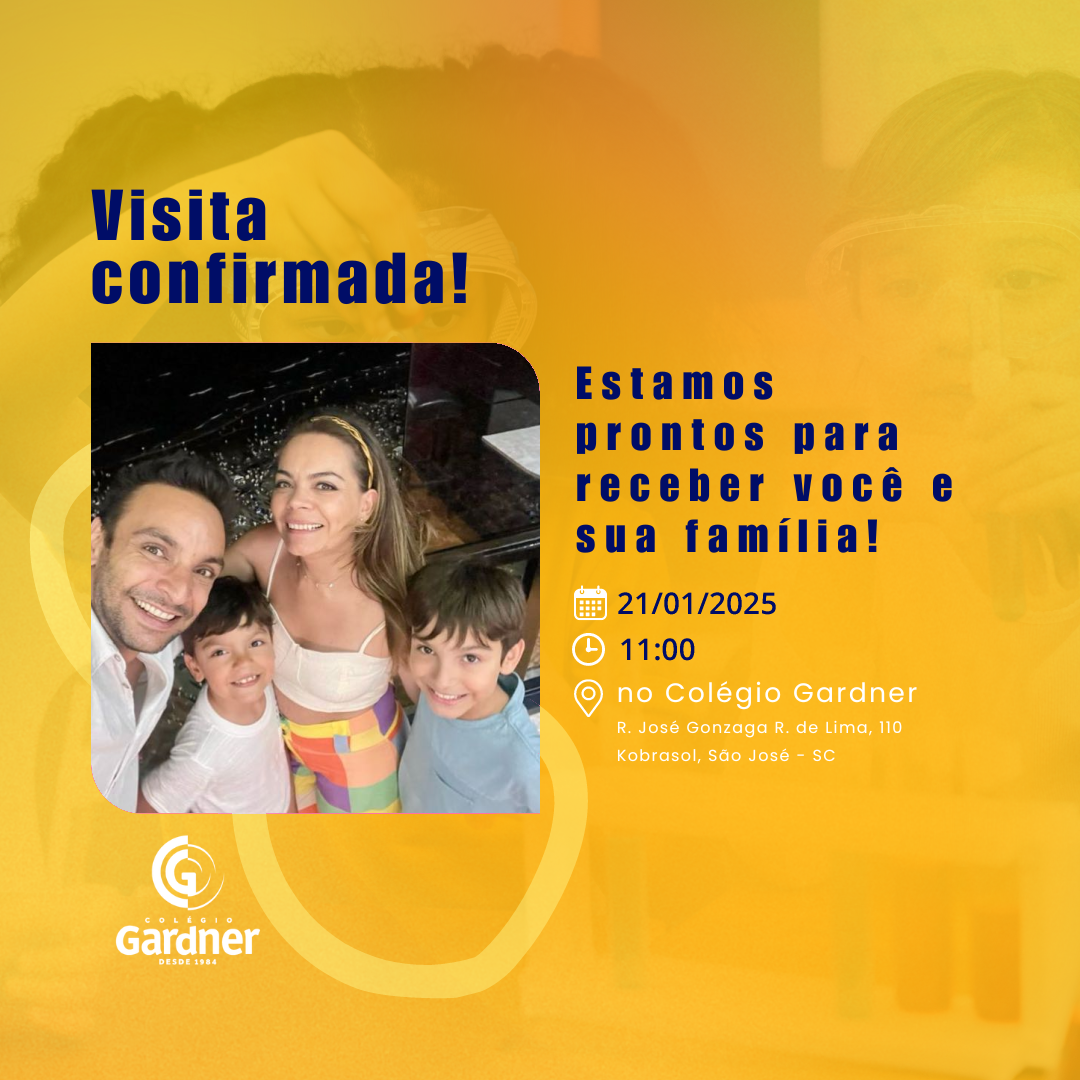 Visita
confirmada!
Estamos
prontos para
receber você e
sua família!
21/01/2025
11:00
no Colégio Gardner
R. José Gonzaga R. de Lima, 110
Kobrasol, São José - SC
G
COLÉGIO
Gardner
DESDE 1984